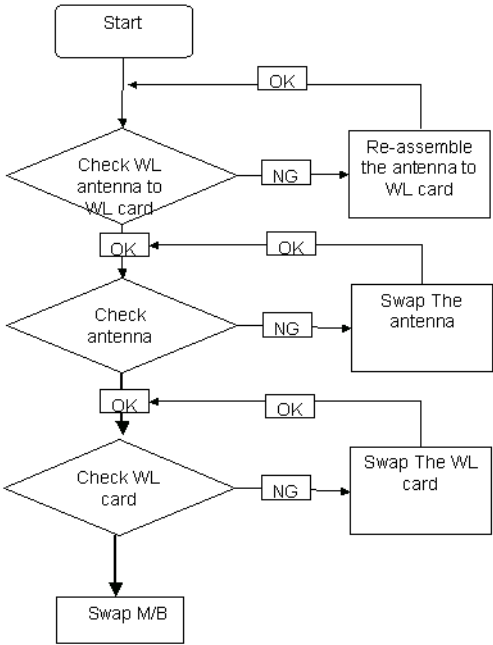 Start
OK
Check WL
antenna to
WL card
NG
Re-assemble
the antenna to
WL card
OK
OK
Check
antenna
NG
Swap The
antenna
OK
OK
Check WL
card
NG
Swap The WL
card
Swap M/B